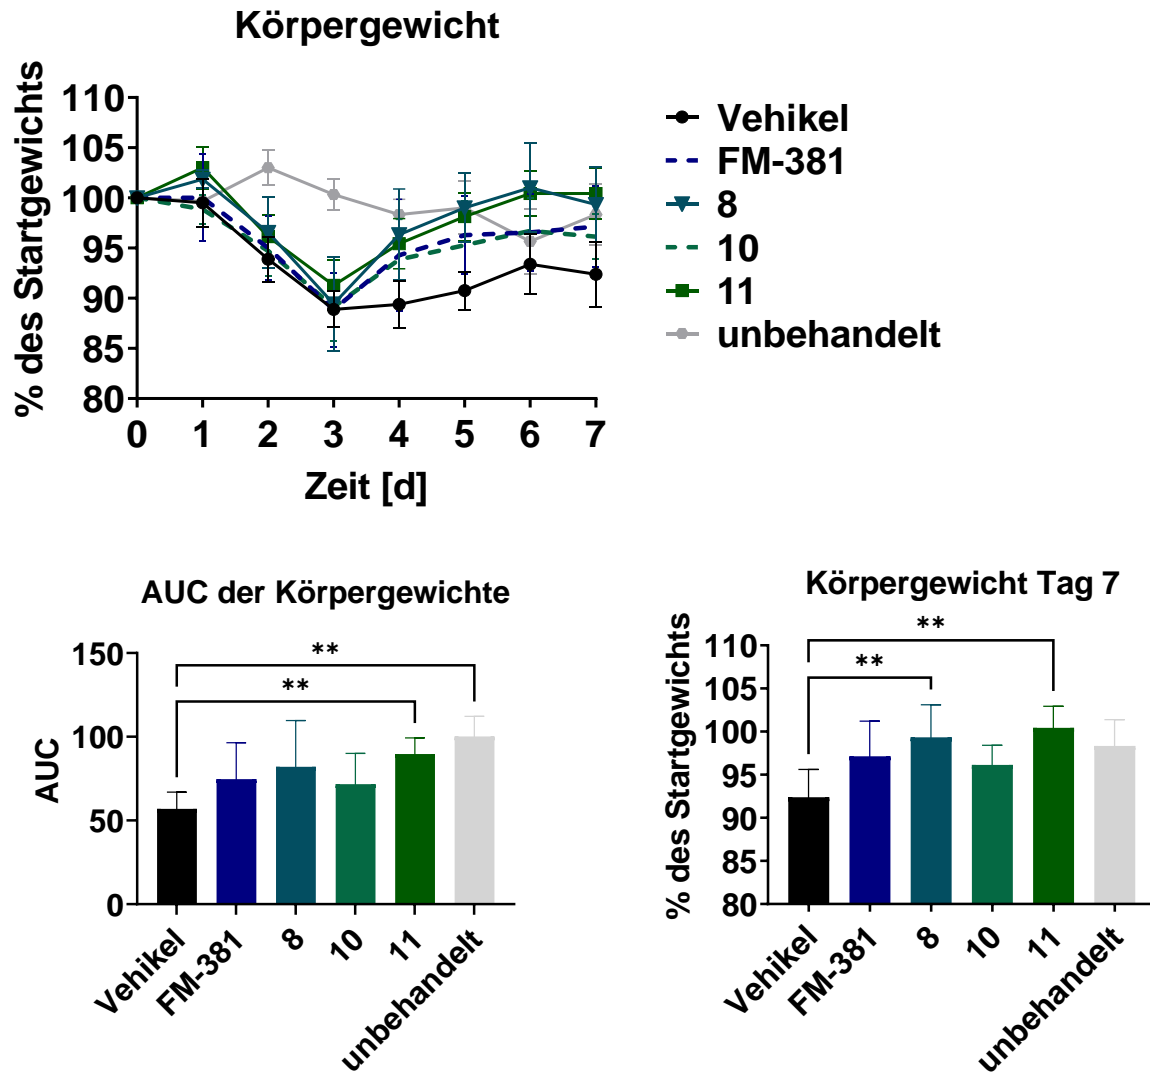 Körpergewicht
% des Startgewichts
110
105
100
95
90
85
80
0 1 2 3 4 5 6 7
Zeit [d]
Vehikel
FM-381
8
10
11
unbehandelt
AUC der Körpergewichte
AUC
150
100
50
0
**
**
Vehikel
FM-381
8
10
11
unbehandelt
Körpergewicht Tag 7
% des Startgewichts
110
105
100
95
90
85
80
**
**
Vehikel
FM-381
8
10
11
unbehandelt